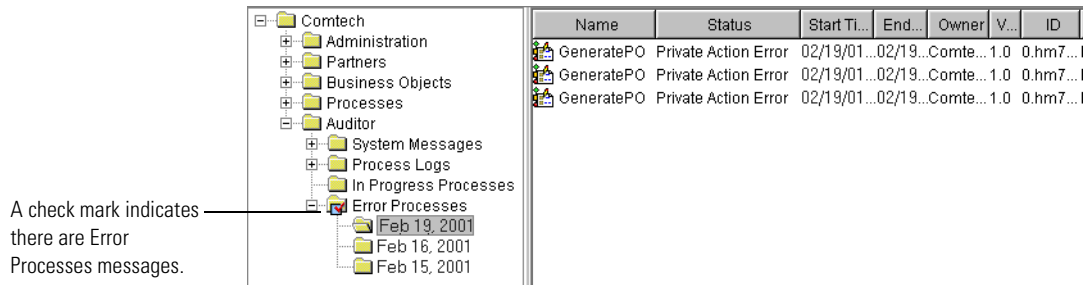 Comtech
Administration
Partners
Business Objects
Processes
Auditor
System Messages
Process Logs
In Progress Processes
Error Processes
Feb 19, 2001
Feb 16, 2001
Feb 15, 2001
Name Status Start Ti... End... Owner V... ID
GeneratePO Private Action Error 02/19/01...02/19...Comte...1.0 0.hm7...
GeneratePO Private Action Error 02/19/01...02/19...Comte...1.0 0.hm7...
GeneratePO Private Action Error 02/19/01...02/19...Comte...1.0 0.hm7...
A check mark indicates
there are Error
Processes messages.